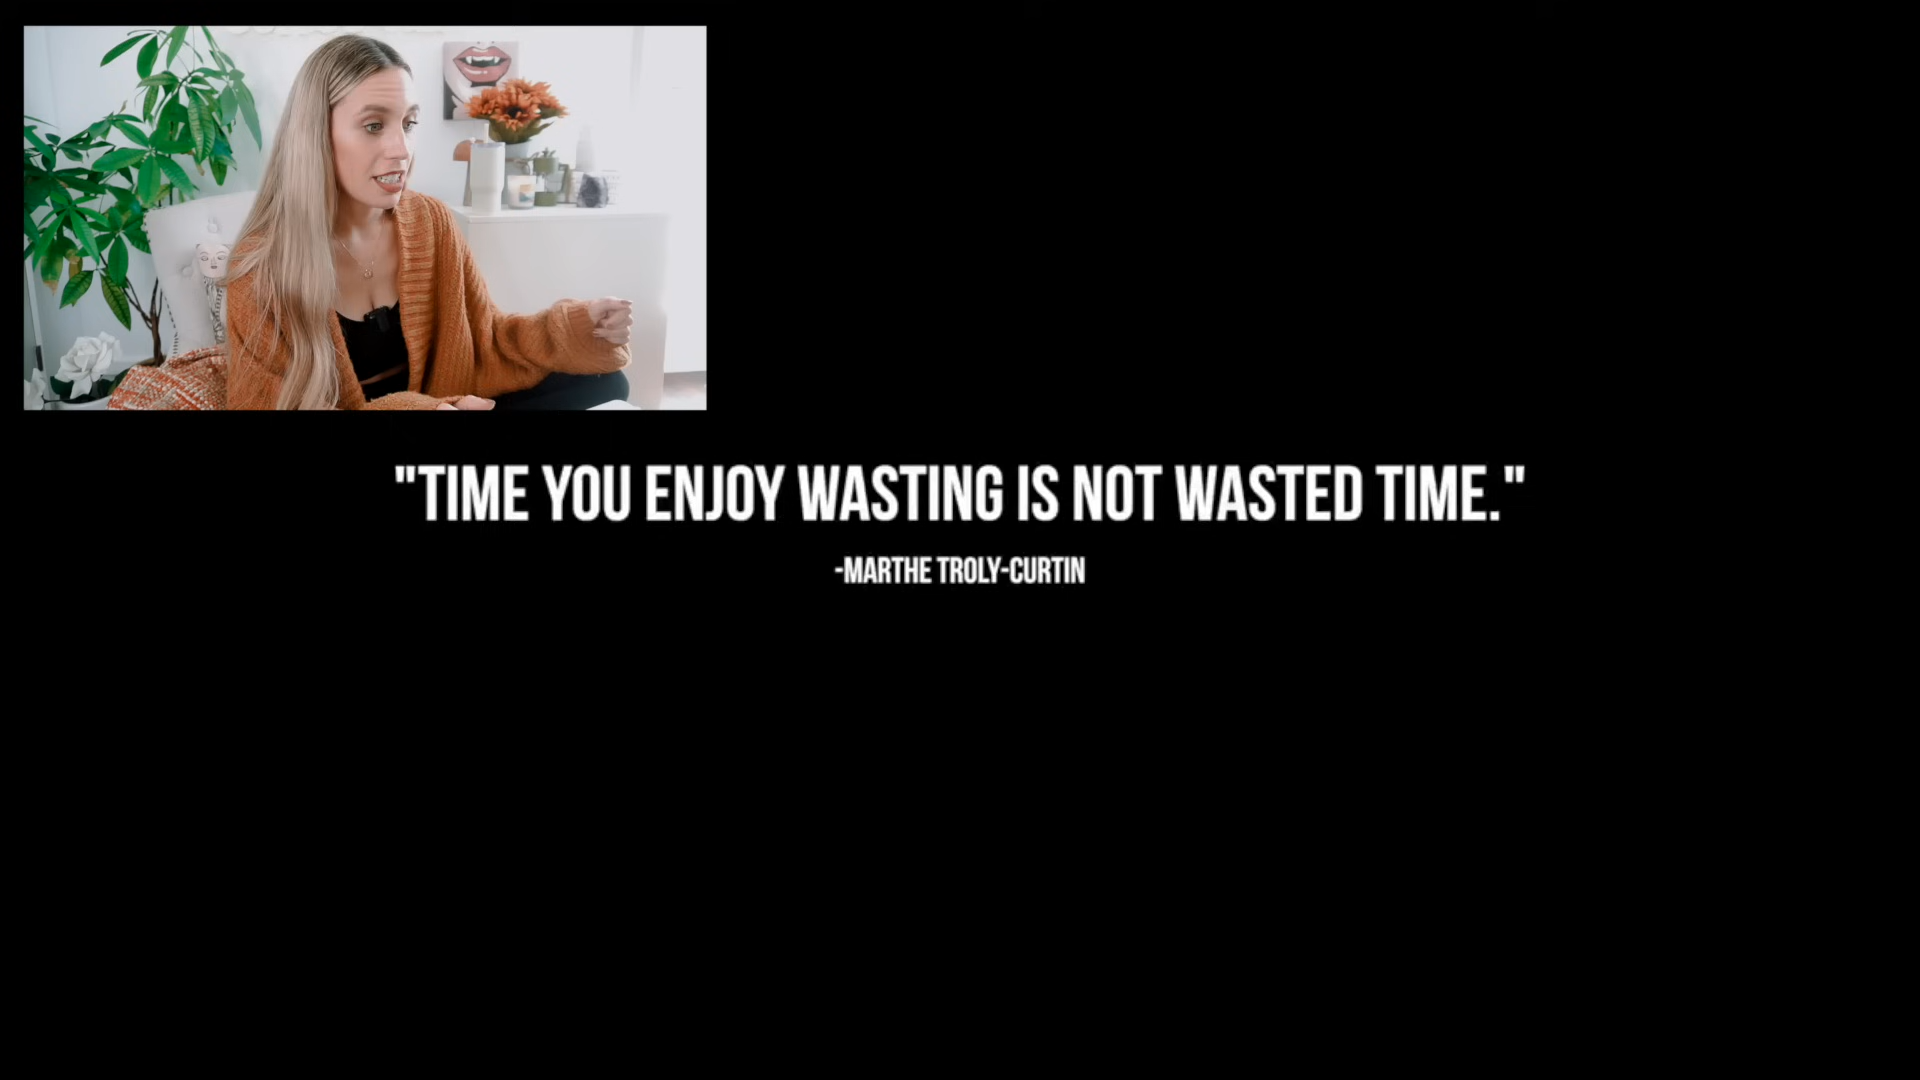 "TIME YOU ENJOY WASTING IS NOT WASTED TIME."
-MARTHE TROLY-CURTIN